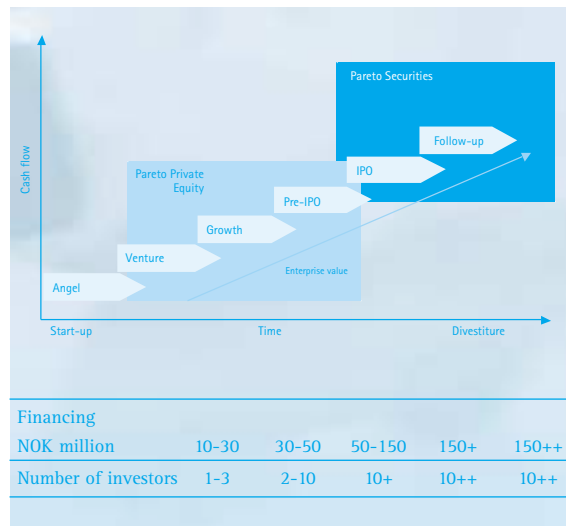 Pareto Securities
Cash flow
Follow-up
IPO
Pareto Private
Equity
Pre-IPO
Growth
Venture
Enterprise value
Angel
Start-up Time Divestiture
Financing
NOK million 10-30 30-50 50-150 150+ 150++
Number of investors 1-3 2-10 10+ 10++ 10++